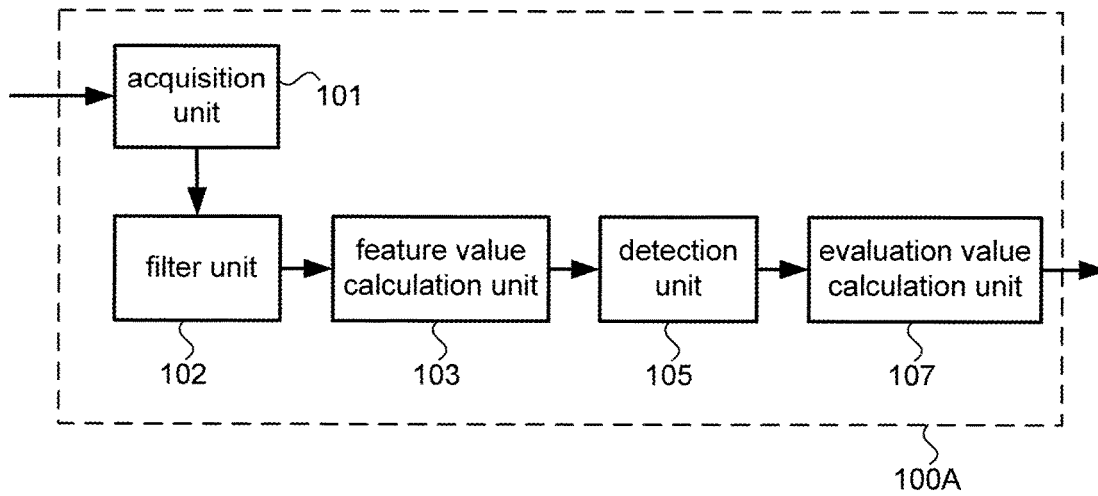 acquisition
unit
101
filter unit
feature value
calculation unit
detection
unit
evaluation value
calculation unit
102
103
105
107
100A